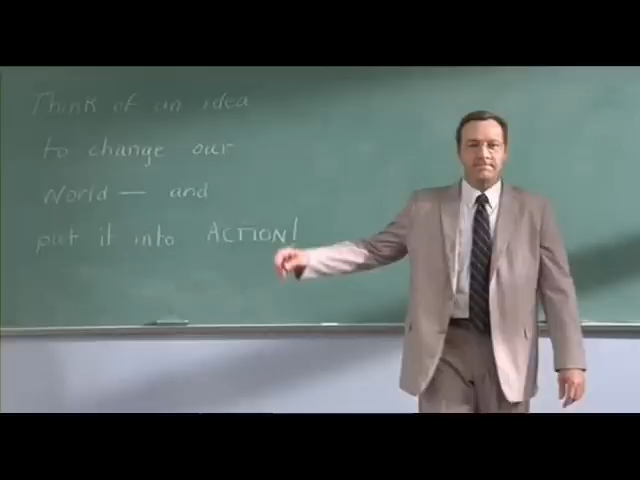 Think of an idea
to change our
world — and
put it into ACTION!